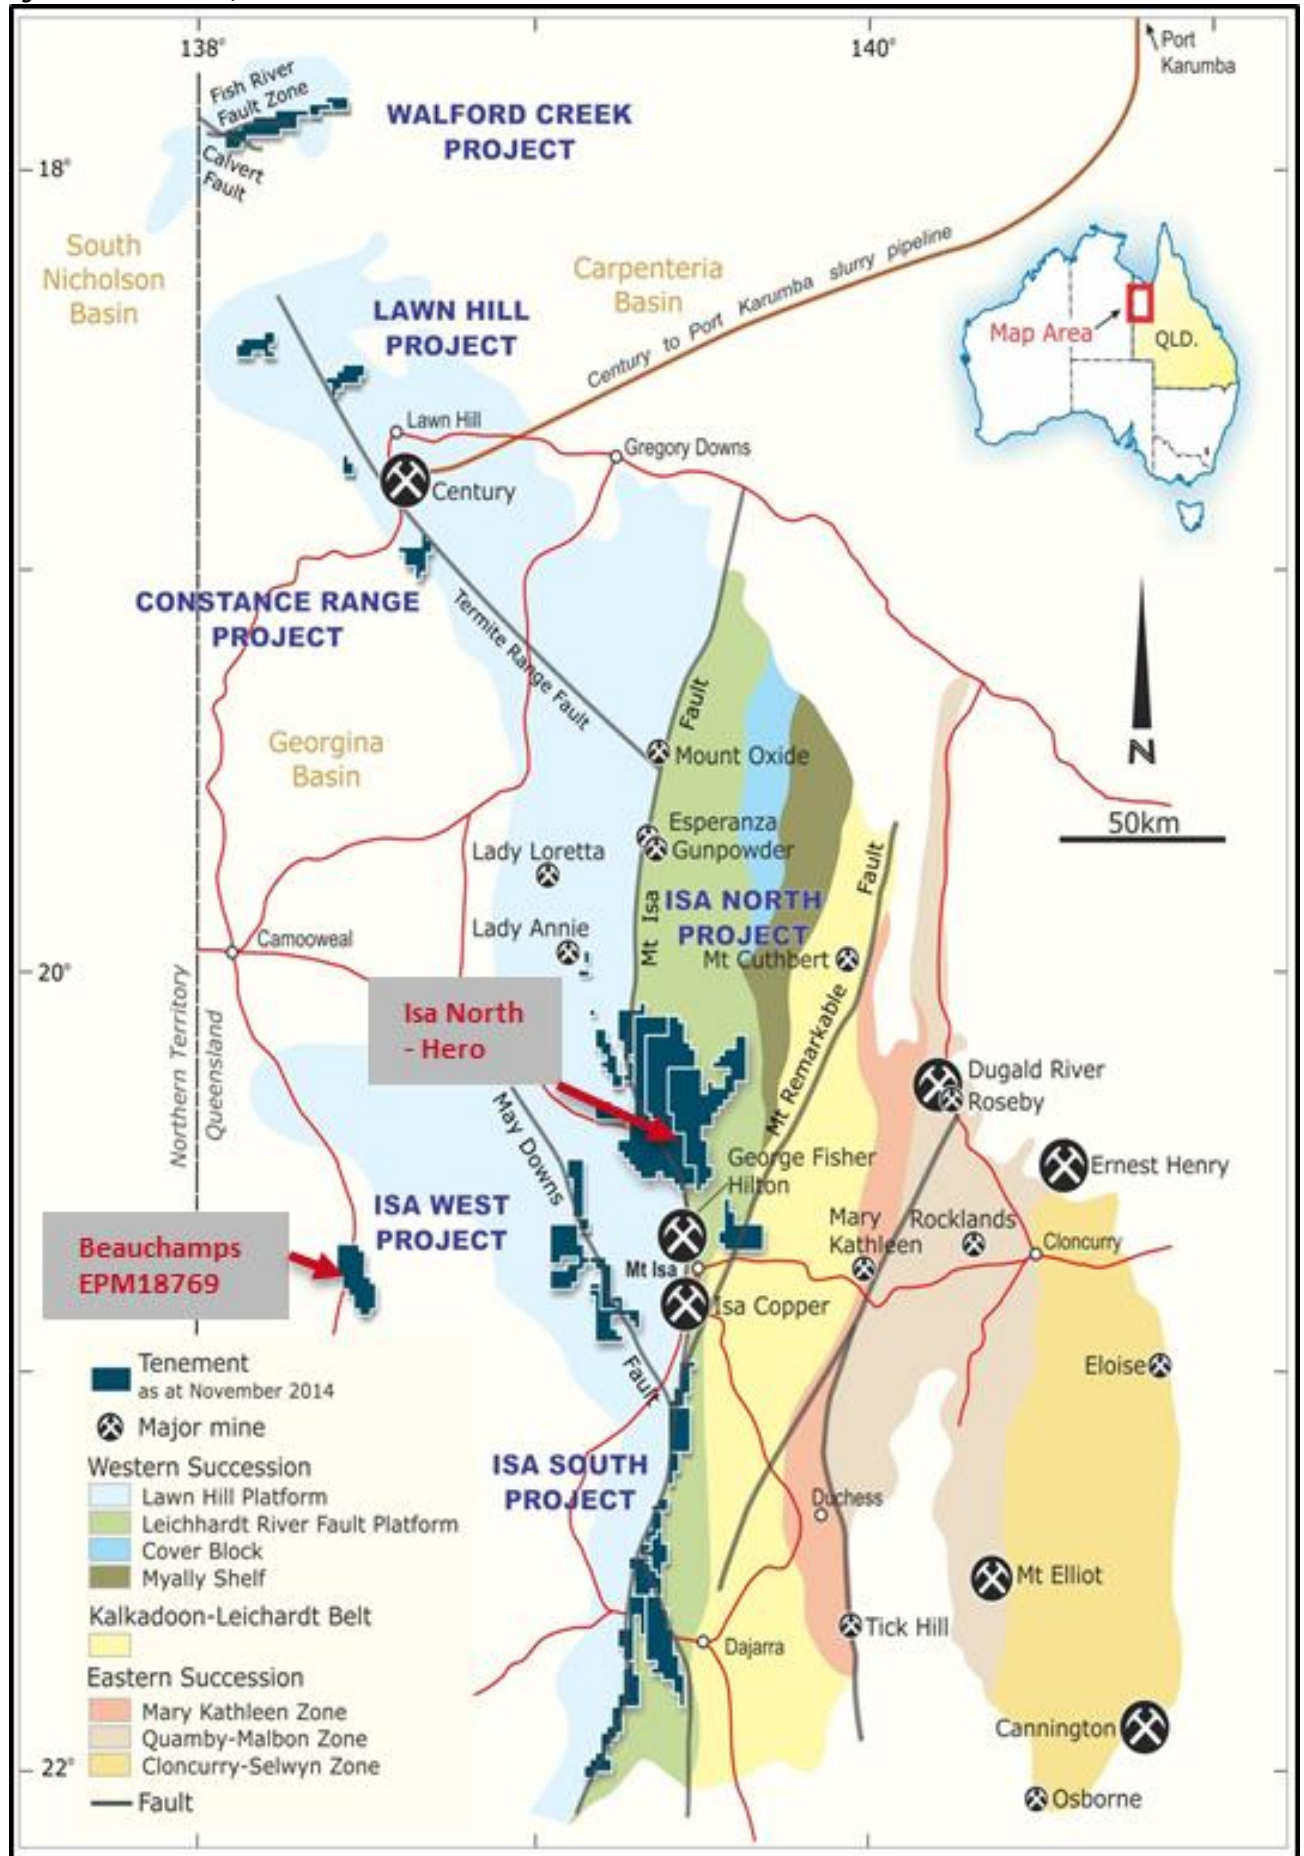 138°
140°
Port
Karumba
Fish River
Fault Zone
WALFORD CREEK
PROJECT
18°
Calvert
Fault
South
Nicholson
Basin
Carpenteria
Basin
Century to Port Karumba slurry pipeline
LAWN HILL
PROJECT
Map Area
QLD.
Lawn Hill
Gregory Downs
Century
CONSTANCE RANGE
PROJECT
Termite Range Fault
Fault
N
Georgina
Basin
Mount Oxide
50km
Esperanza
Gunpowder
Lady Loretta
Fault
ISA NORTH
PROJECT
Mt Isa
Lady Annie
Camooweal
Mt Cuthbert
20°
Northern Territory
Queensland
Isa North
- Hero
Mt Remarkable
Dugald River
Roseby
May Downs
George Fisher
Hilton
Ernest Henry
ISA WEST
PROJECT
Mary
Kathleen
Rocklands
Cloncurry
Beauchamps
EPM18769
Mt Isa
Isa Copper
Fault
Eloise
Tenement
as at November 2014
Major mine
Western Succession
Lawn Hill Platform
Leichhardt River Fault Platform
Cover Block
Myally Shelf
Kalkadoon-Leichardt Belt
Eastern Succession
Mary Kathleen Zone
Quamby-Malbon Zone
Cloncurry-Selwyn Zone
Fault
ISA SOUTH
PROJECT
Duchess
Mt Elliot
Tick Hill
Dajarra
Cannington
22°
Osborne